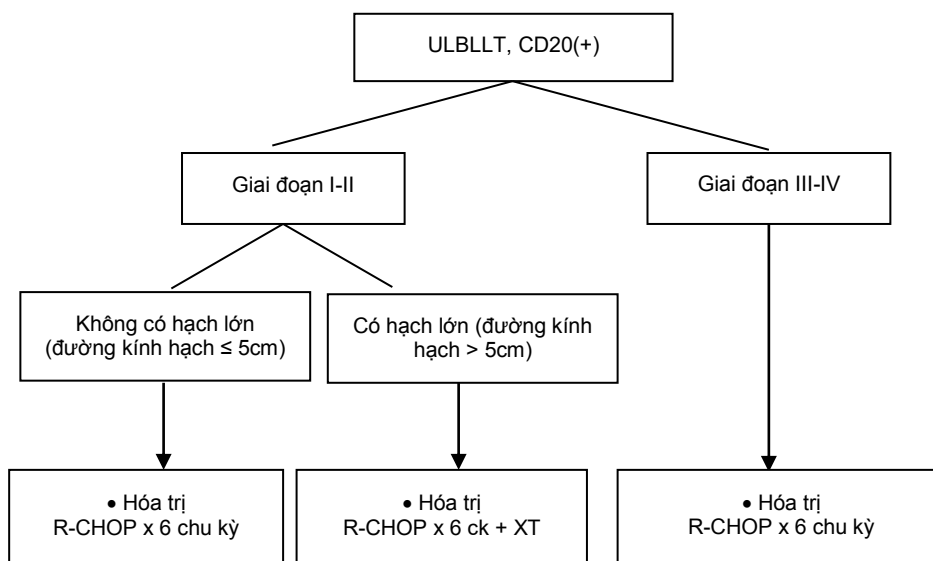 ULBLLT, CD20(+)
Giai đoạn I-II
Giai đoạn III-IV
Không có hạch lớn
(đường kính hạch ≤ 5cm)
Có hạch lớn (đường kính
hạch > 5cm)
• Hóa trị
R-CHOP x 6 chu kỳ
• Hóa trị
R-CHOP x 6 ck + XT
• Hóa trị
R-CHOP x 6 chu kỳ